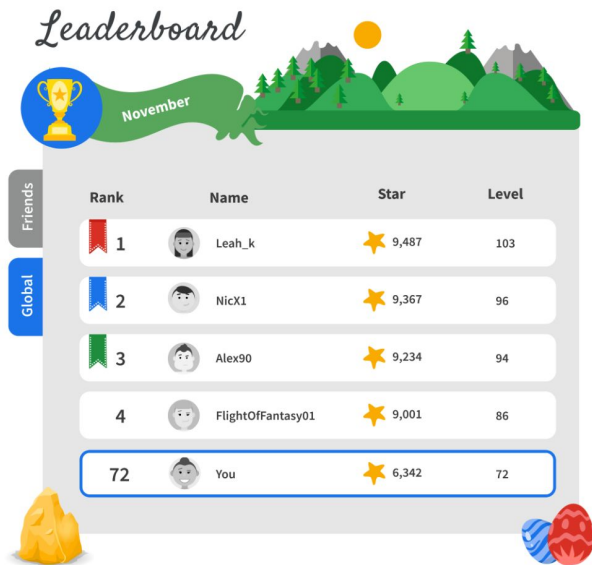 Leaderboard
November
Friends
Global
Rank Name Star Level
1 Leah_k 9,487 103
2 NicX1 9,367 96
3 Alex90 9,234 94
4 FlightOfFantasy01 9,001 86
72 You 6,342 72